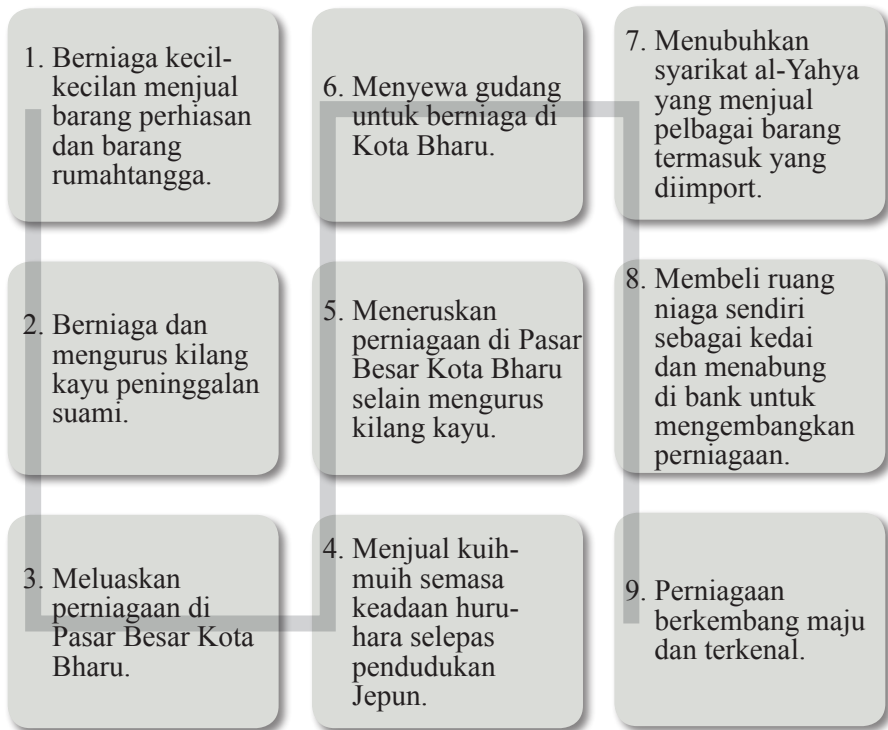 1. Berniaga kecil-
kecilan menjual
barang perhiasan
dan barang
rumahtangga.
2. Berniaga dan
mengurus kilang
kayu peninggalan
suami.
3. Meluaskan
perniagaan di
Pasar Besar Kota
Bharu.
4. Menjual kuih-
muih semasa
keadaan huru-
hara selepas
pendudukan
Jepun.
5. Meneruskan
perniagaan di Pasar
Besar Kota Bharu
selain mengurus
kilang kayu.
6. Menyewa gudang
untuk berniaga di
Kota Bharu.
7. Menubuhkan
syarikat al-Yahya
yang menjual
pelbagai barang
termasuk yang
diimport.
8. Membeli ruang
niaga sendiri
sebagai kedai
dan menabung
di bank untuk
mengembangkan
perniagaan.
9. Perniagaan
berkembang maju
dan terkenal.